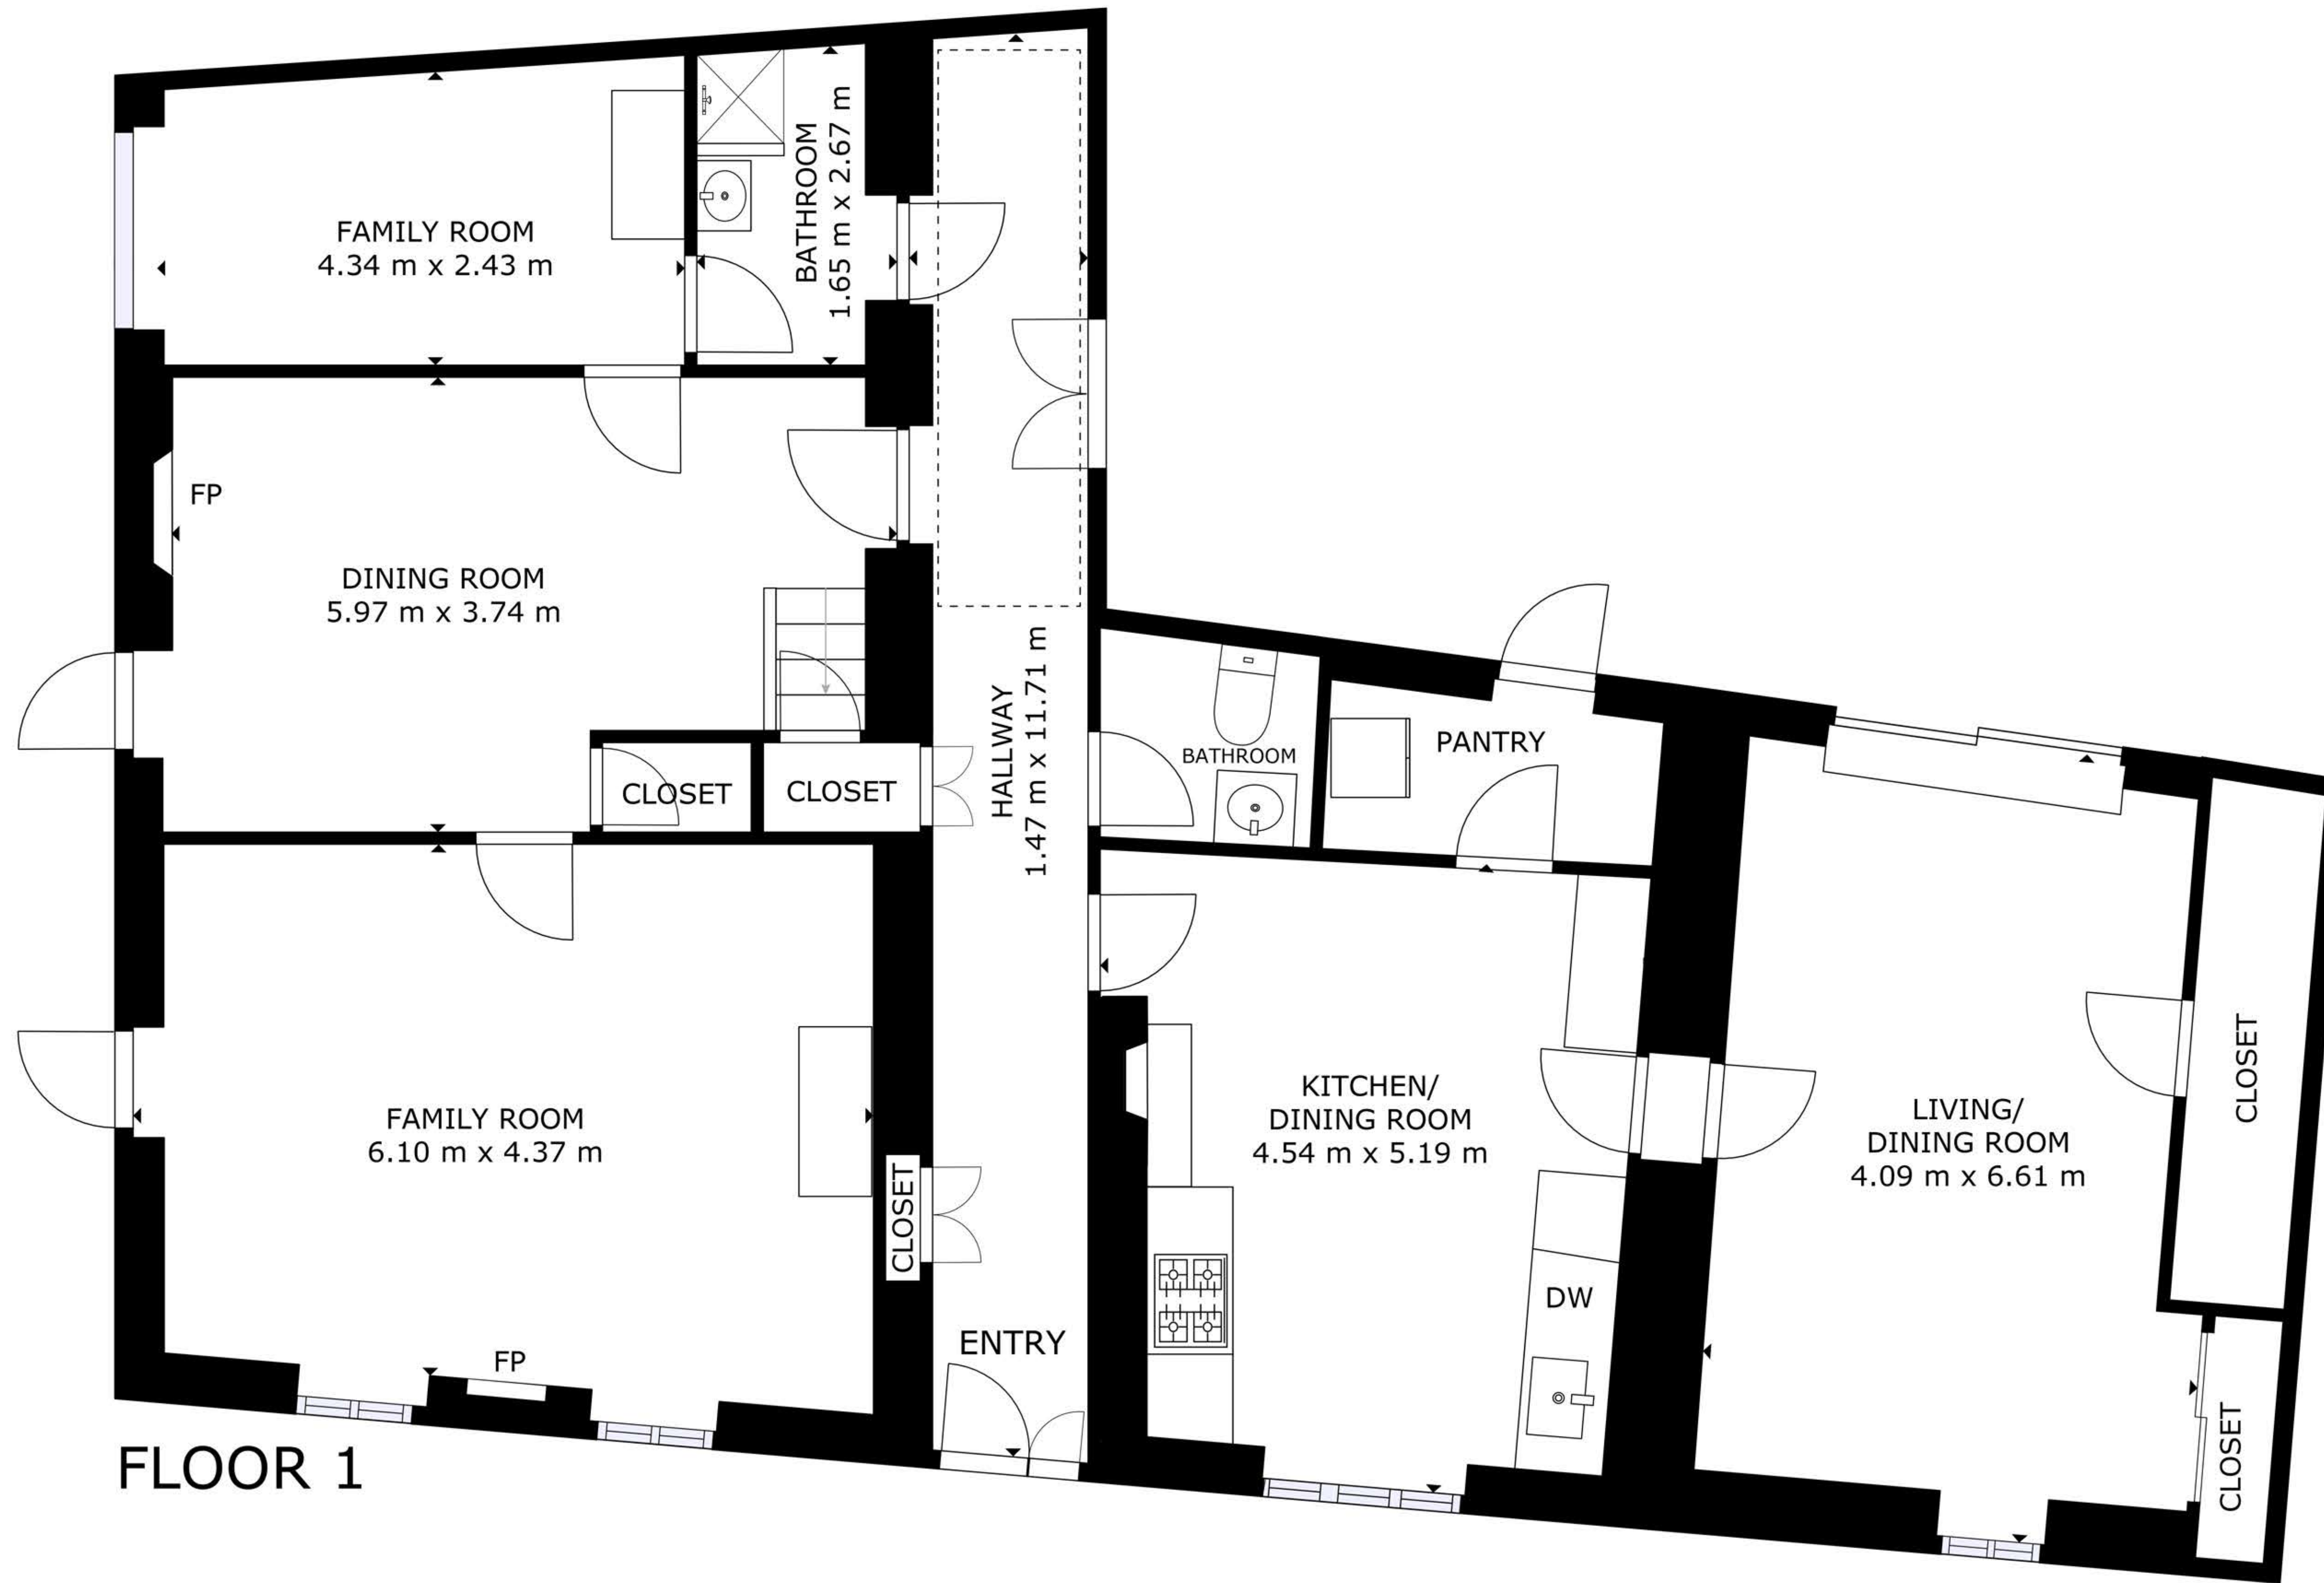 FAMILY ROOM
4.34 m x 2.43 m
BATHROOM
1.65 m x 2.67 m
FP
DINING ROOM
5.97 m x 3.74 m
CLOSET
CLOSET
HALLWAY
1.47 m x 11.71 m
BATHROOM
PANTRY
FAMILY ROOM
6.10 m x 4.37 m
FP
CLOSET
ENTRY
KITCHEN/
DINING ROOM
4.54 m x 5.19 m
DW
LIVING/
DINING ROOM
4.09 m x 6.61 m
CLOSET
CLOSET
FLOOR 1